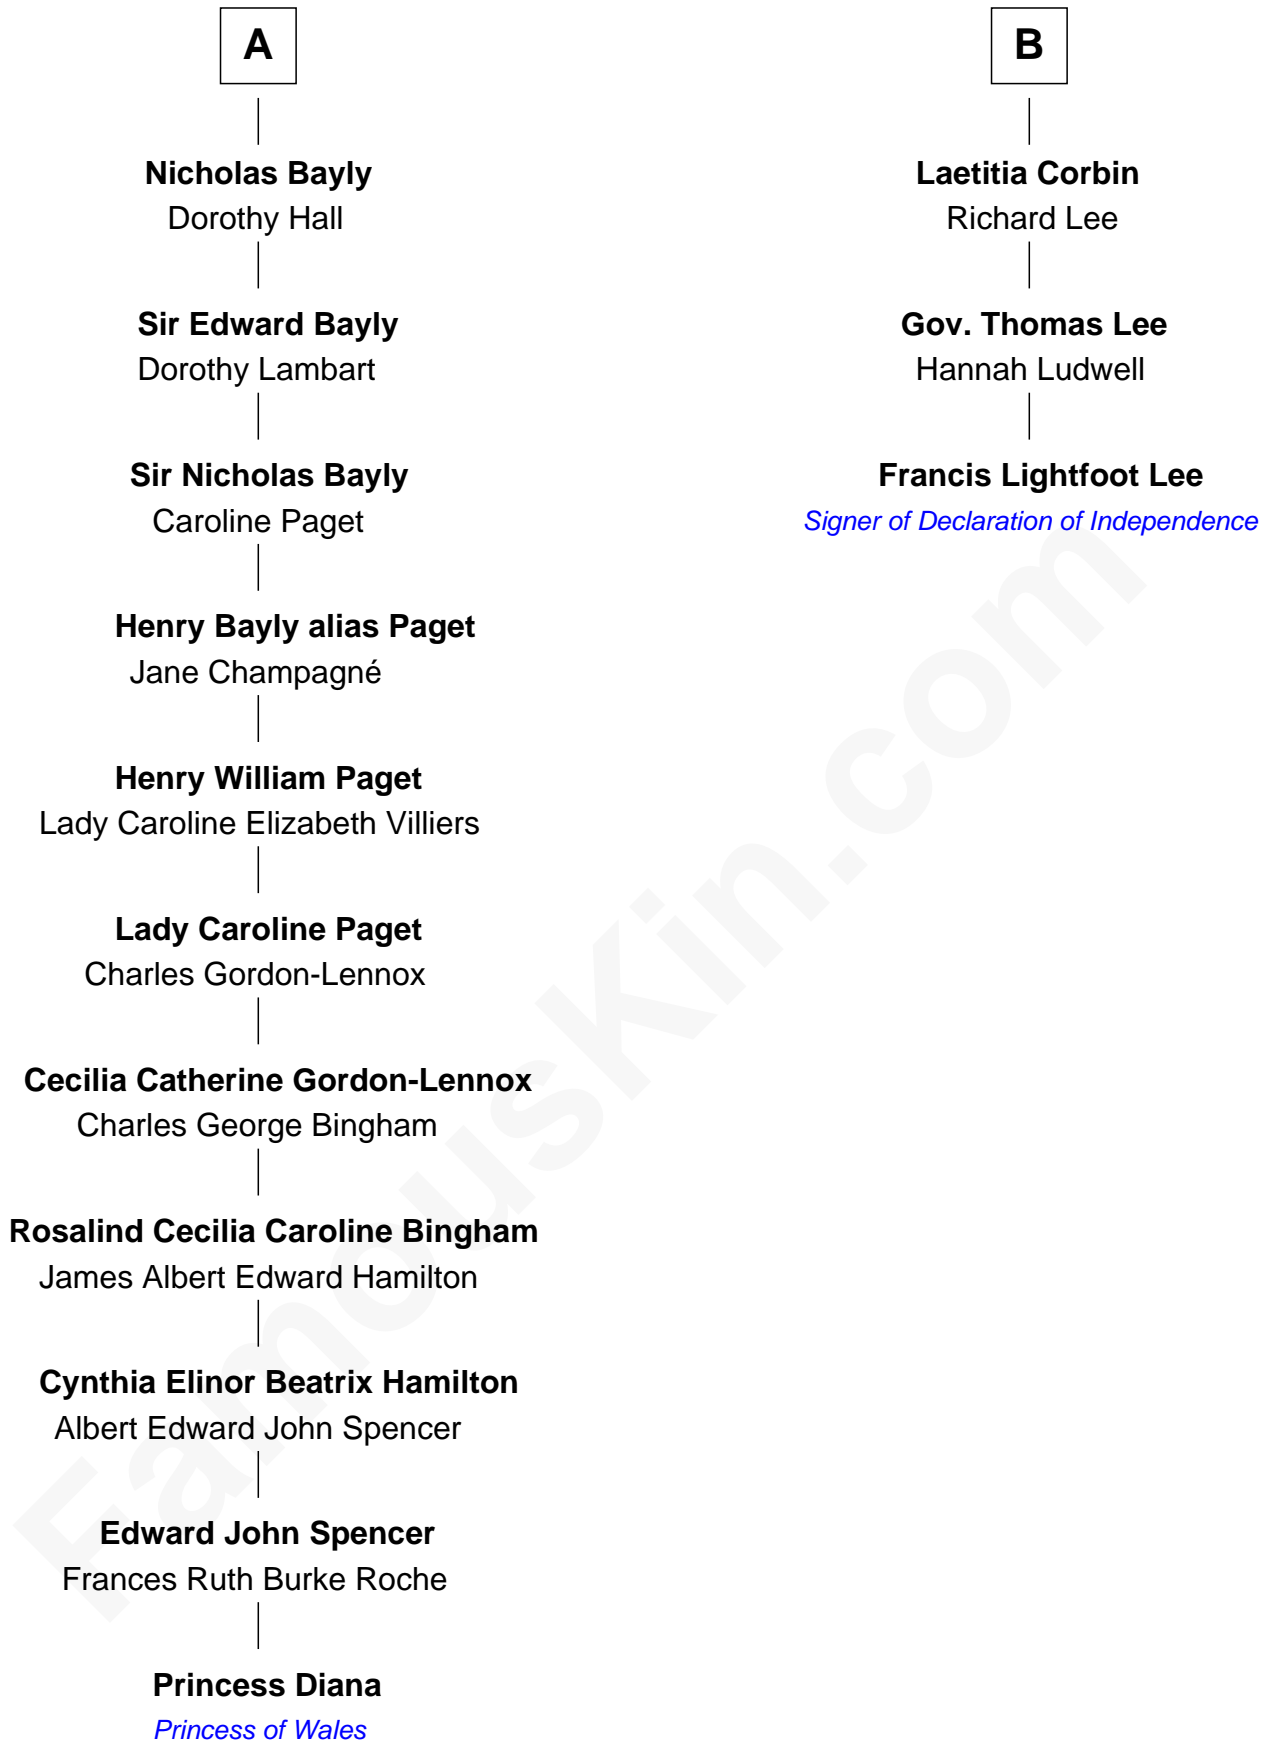 A
Nicholas Bayly
Dorothy Hall
Sir Edward Bayly
Dorothy Lambart
Sir Nicholas Bayly
Caroline Paget
Henry Bayly alias Paget
Jane Champagné
Henry William Paget
Lady Caroline Elizabeth Villiers
Lady Caroline Paget
Charles Gordon-Lennox
Cecilia Catherine Gordon-Lennox
Charles George Bingham
Rosalind Cecilia Caroline Bingham
James Albert Edward Hamilton
Cynthia Elinor Beatrix Hamilton
Albert Edward John Spencer
Edward John Spencer
Frances Ruth Burke Roche
Princess Diana
Princess of Wales
B
Laetitia Corbin
Richard Lee
Gov. Thomas Lee
Hannah Ludwell
Francis Lightfoot Lee
Signer of Declaration of Independence
FamousKin.com